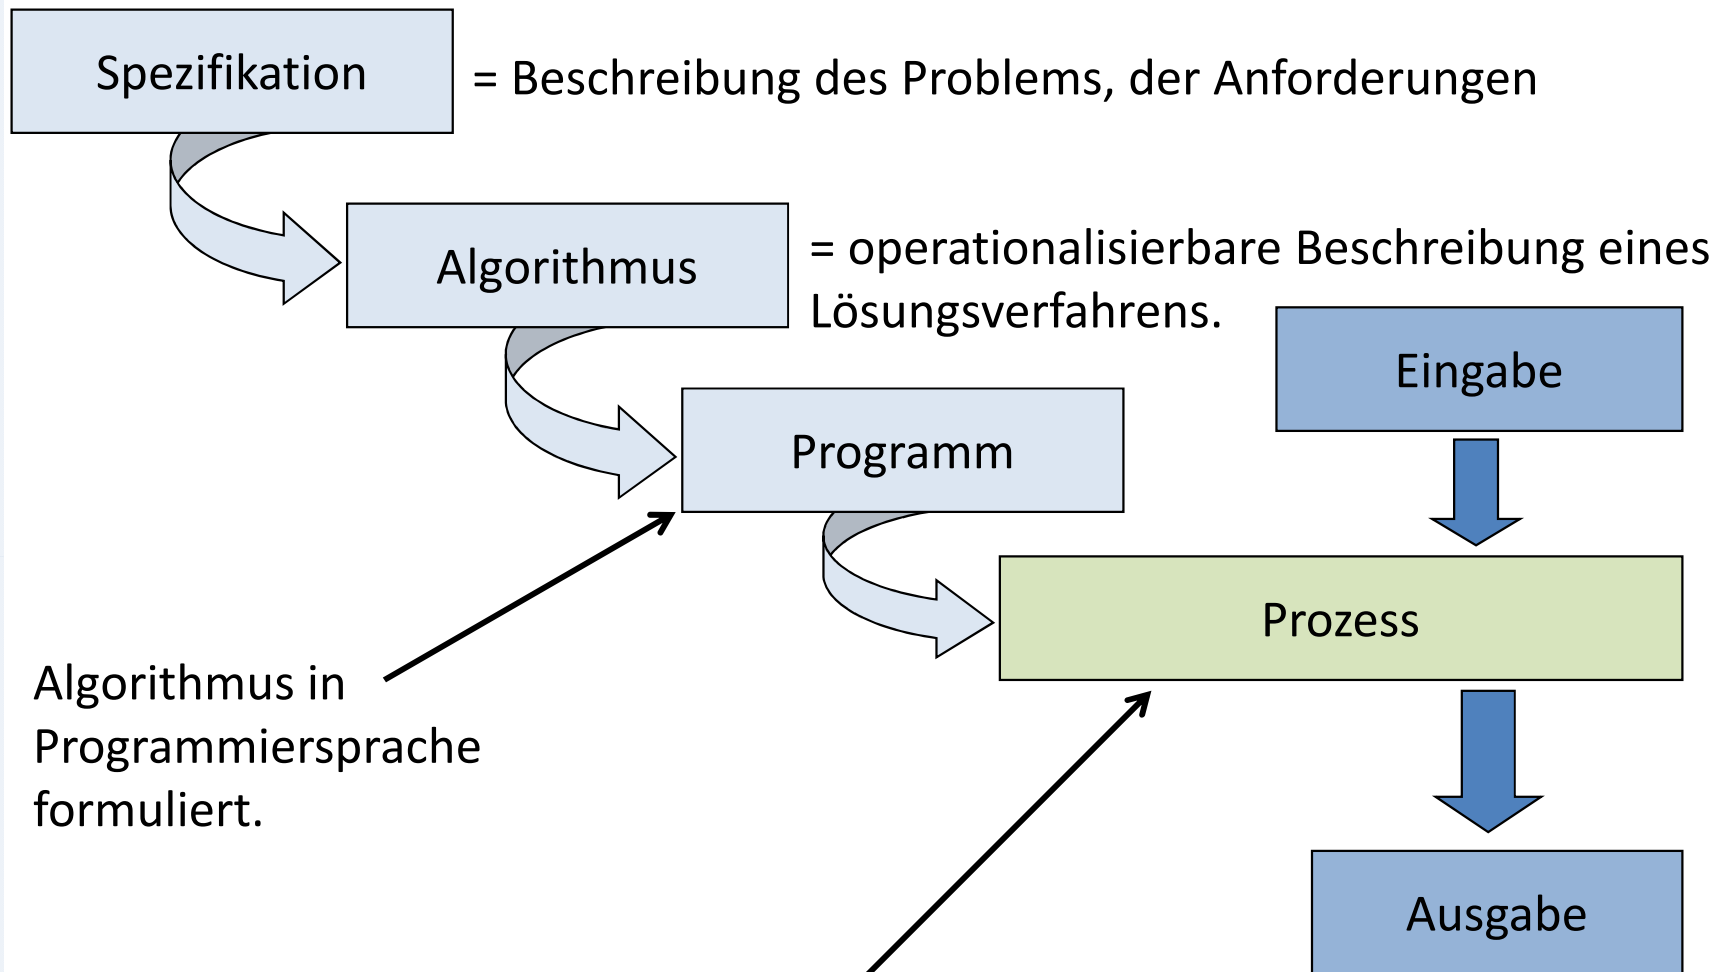 Spezifikation
= Beschreibung des Problems, der Anforderungen
Algorithmus
= operationalisierbare Beschreibung eines
Lösungsverfahrens.
Eingabe
Programm
Prozess
Algorithmus in
Programmiersprache
formuliert.
Ausgabe